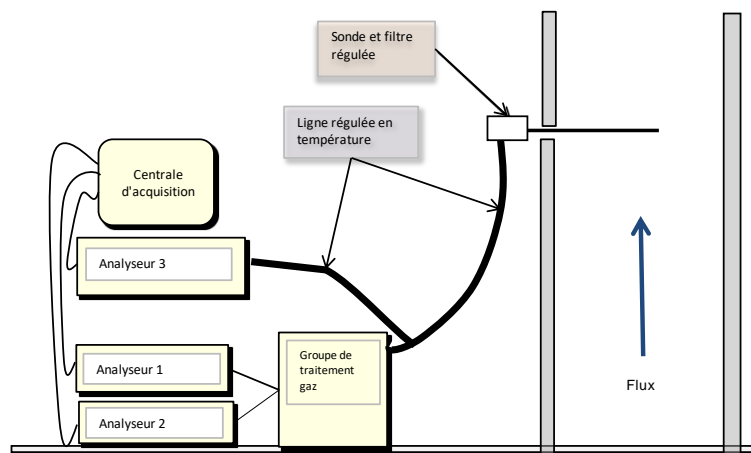 Sonde et filtre
régulée
Ligne régulée en
température
Centrale
d'acquisition
Analyseur 3
Analyseur 1
Analyseur 2
Groupe de
traitement
gaz
Flux